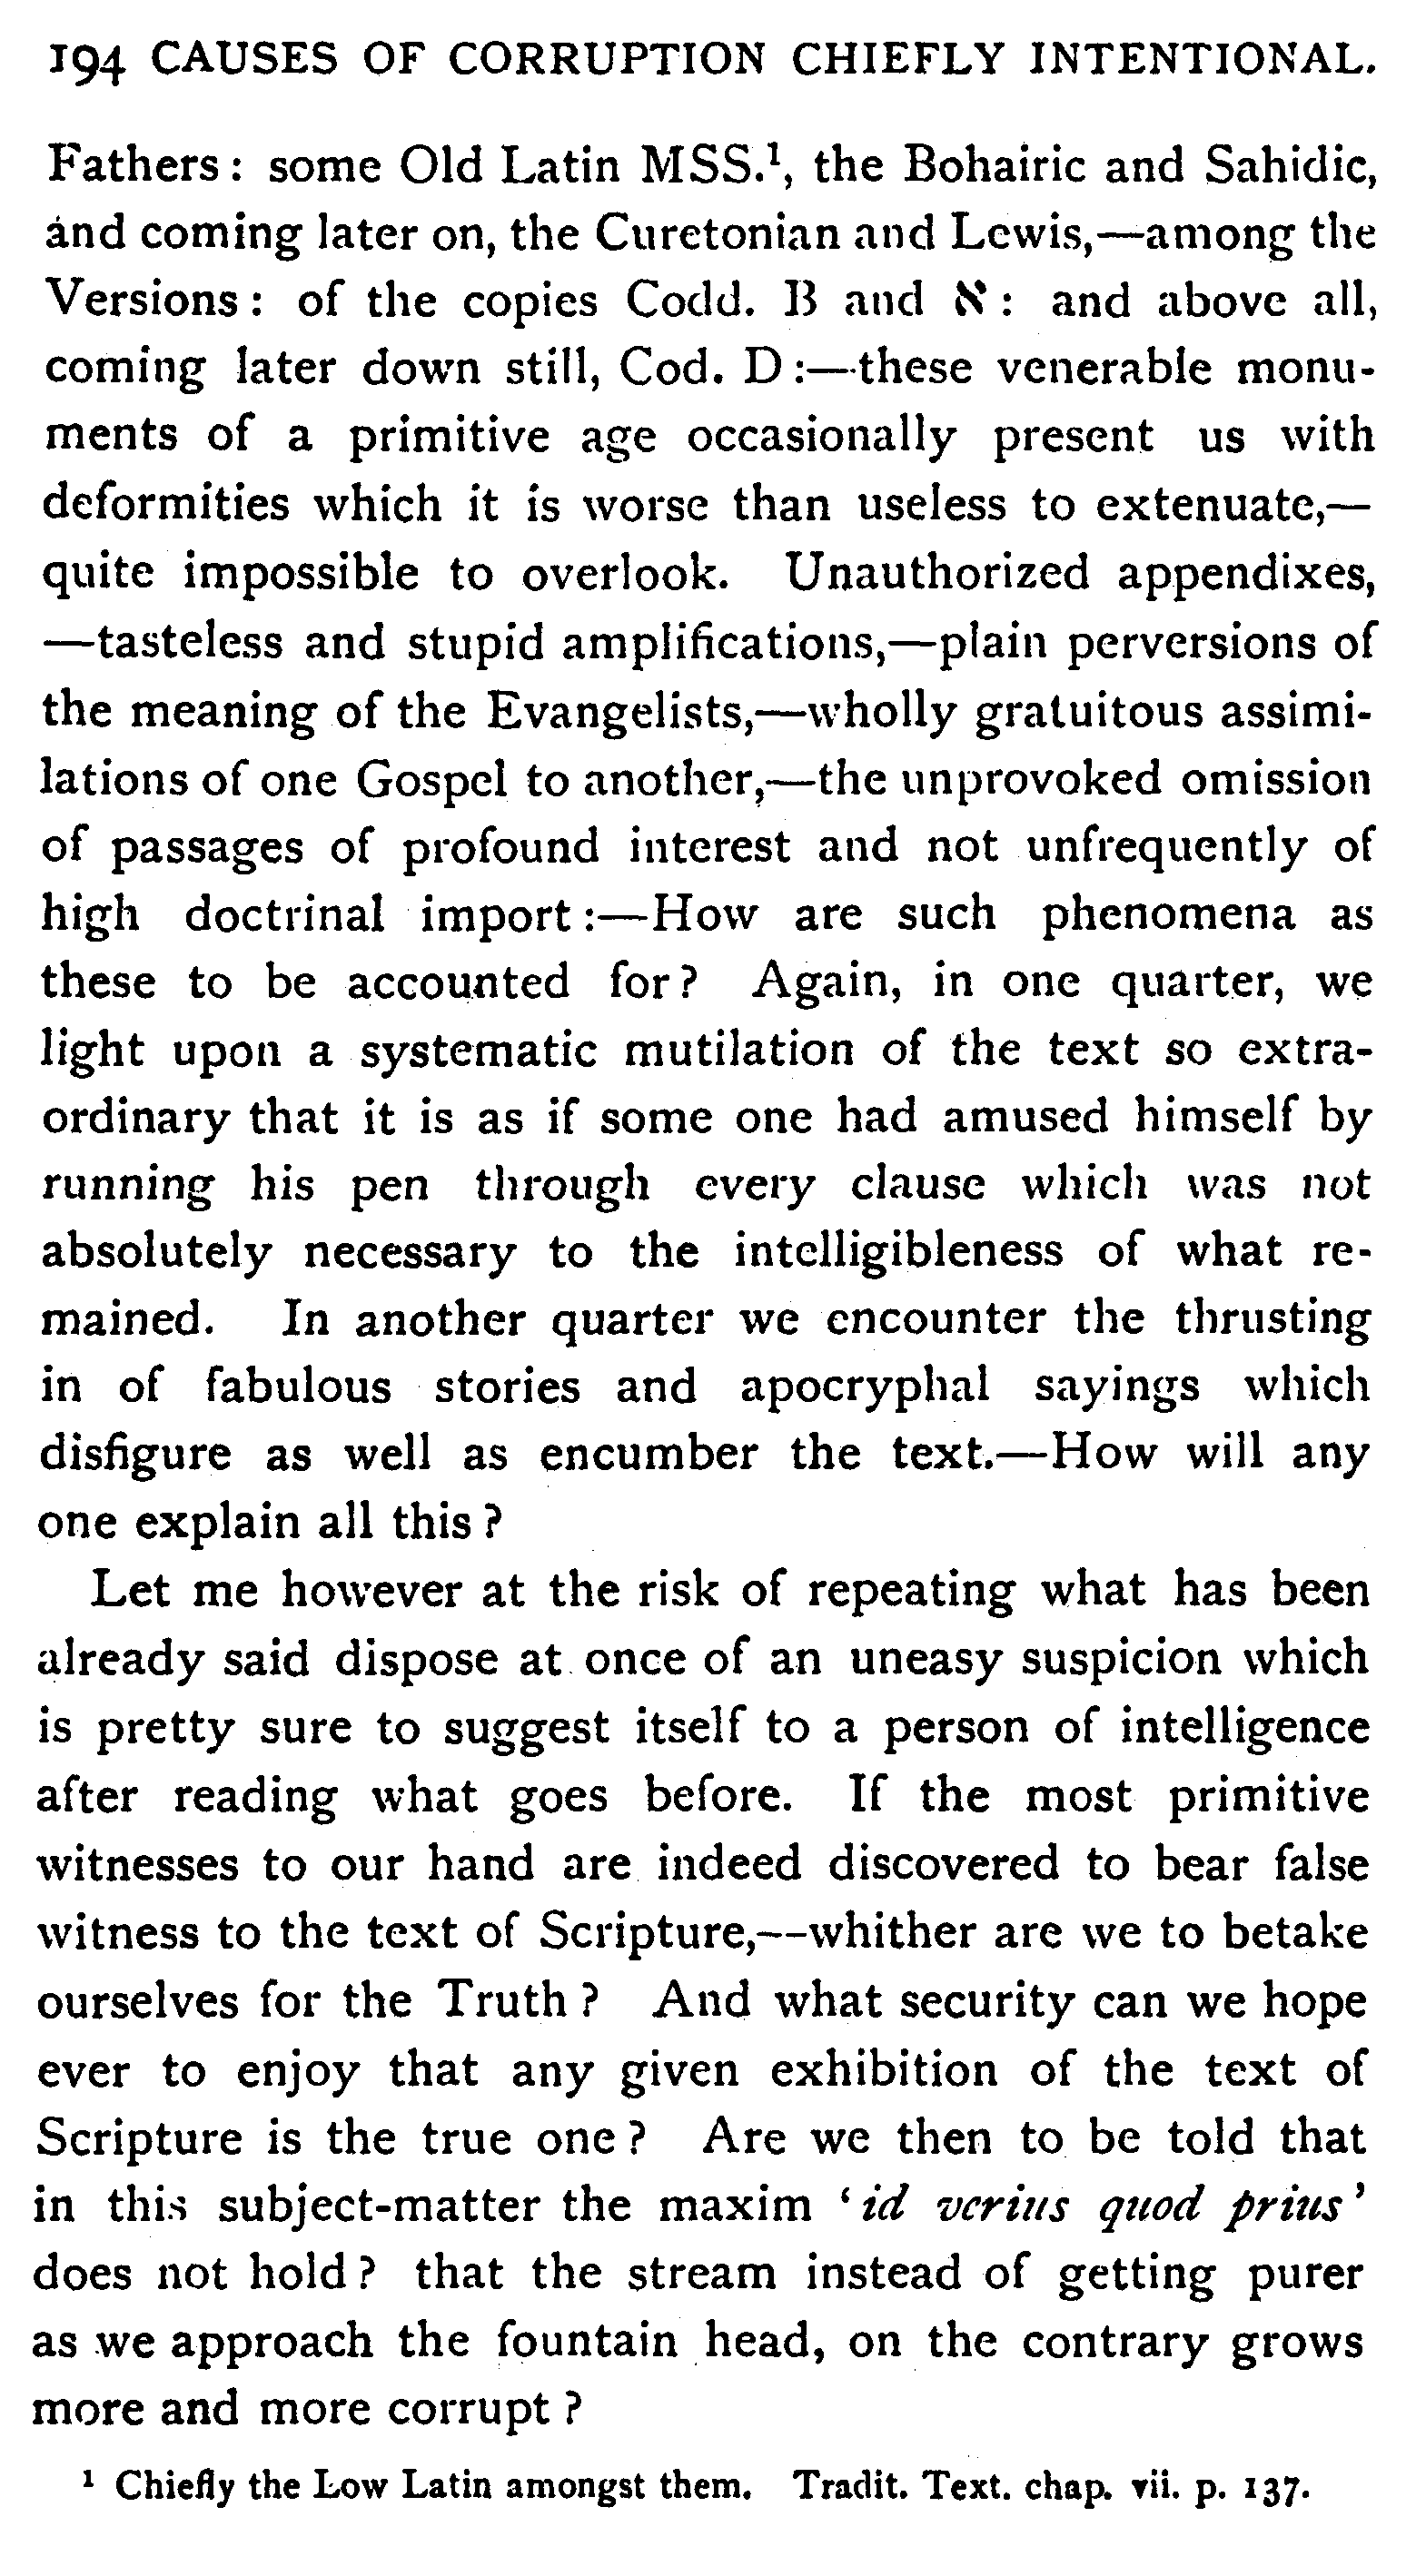 194 CAUSES OF CORRUPTION CHIEFLY INTENTIONAL.
Fathers: some Old Latin MSS.¹, the Bohairic and Sahidic,
and coming later on, the Curetonian and Lewis,—among the
Versions: of the copies Codd. B and ℵ: and above all,
coming later down still, Cod. D:—these venerable monu-
ments of a primitive age occasionally present us with
deformities which it is worse than useless to extenuate,—
quite impossible to overlook. Unauthorized appendixes,
—tasteless and stupid amplifications,—plain perversions of
the meaning of the Evangelists,—wholly gratuitous assimi-
lations of one Gospel to another,—the unprovoked omission
of passages of profound interest and not unfrequently of
high doctrinal import:—How are such phenomena as
these to be accounted for? Again, in one quarter, we
light upon a systematic mutilation of the text so extra-
ordinary that it is as if some one had amused himself by
running his pen through every clause which was not
absolutely necessary to the intelligibleness of what re-
mained. In another quarter we encounter the thrusting
in of fabulous stories and apocryphal sayings which
disfigure as well as encumber the text.—How will any
one explain all this?
Let me however at the risk of repeating what has been
already said dispose at once of an uneasy suspicion which
is pretty sure to suggest itself to a person of intelligence
after reading what goes before. If the most primitive
witnesses to our hand are indeed discovered to bear false
witness to the text of Scripture,—whither are we to betake
ourselves for the Truth? And what security can we hope
ever to enjoy that any given exhibition of the text of
Scripture is the true one? Are we then to be told that
in this subject-matter the maxim ‘id verius quod prius’
does not hold? that the stream instead of getting purer
as we approach the fountain head, on the contrary grows
more and more corrupt?
¹ Chiefly the Low Latin amongst them. Tradit. Text. chap. vii. p. 137.